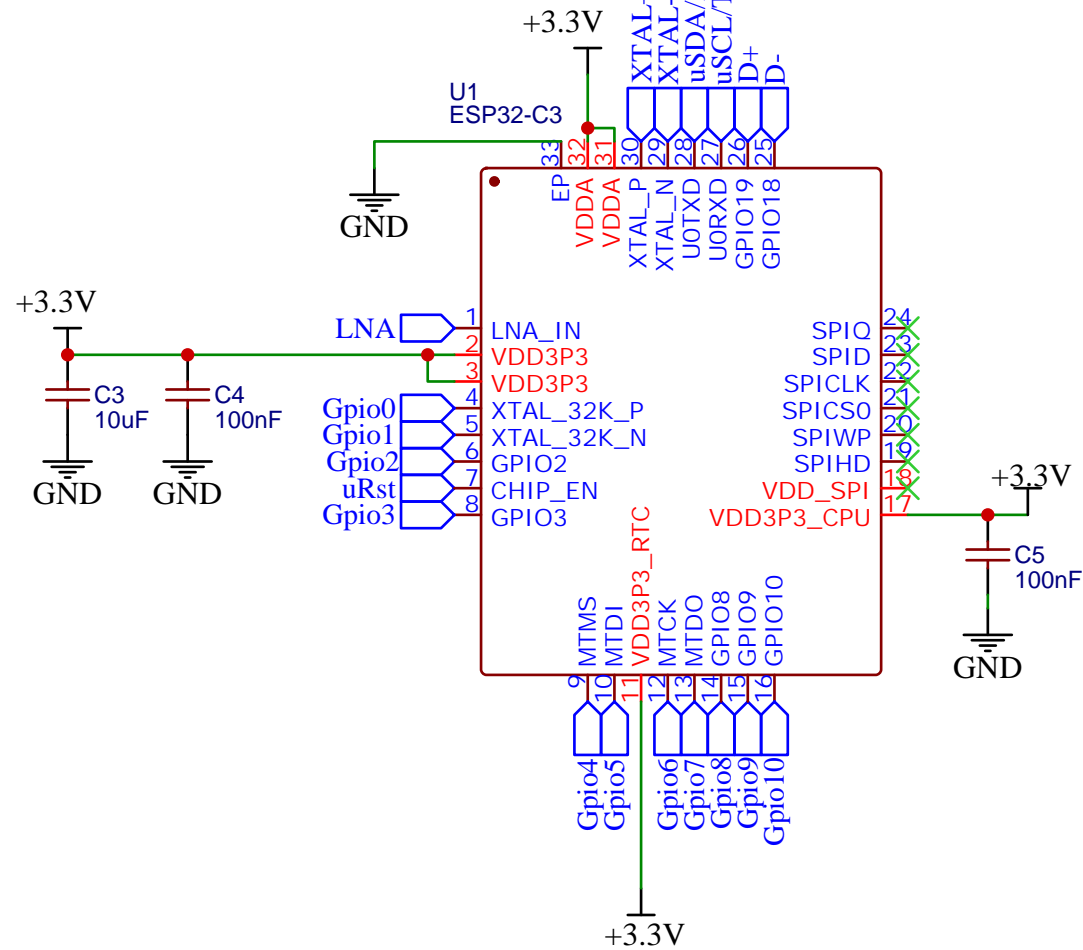 +3.3V
XTAL-
XTAL-
uSDA/
uSCL/
D+
D-
U1
ESP32-C3
33
32
31
30
29
28
27
26
25
EP
VDDA
VDDA
XTAL_P
XTAL_N
U0TXD
U0RXD
GPIO19
GPIO18
GND
+3.3V
LNA
1
LNA_IN
2
VDD3P3
3
VDD3P3
C3
10uF
C4
100nF
GND
GND
Gpio0
4
XTAL_32K_P
Gpio1
5
XTAL_32K_N
Gpio2
6
GPIO2
uRst
7
CHIP_EN
Gpio3
8
GPIO3
SPIQ
24
SPID
23
SPICLK
22
SPICS0
21
SPIWP
20
SPIHD
19
VDD_SPI
18
VDD3P3_CPU
17
+3.3V
C5
100nF
GND
MTMS
MTDI
VDD3P3_RTC
MTCK
MTDO
GPIO8
GPIO9
GPIO10
9
10
11
12
13
14
15
16
Gpio4
Gpio5
Gpio6
Gpio7
Gpio8
Gpio9
Gpio10
+3.3V